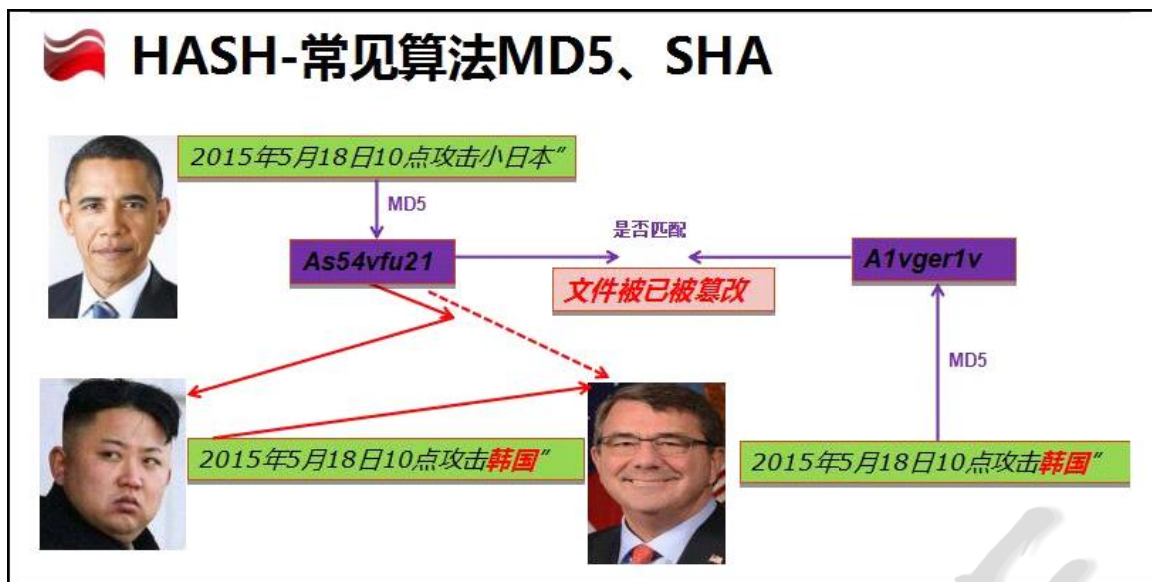 HASH-常见算法MD5、SHA
2015年5月18日10点攻击小日本”
MD5
是否匹配
As54vfu21
A1vger1v
文件被已被篡改
MD5
2015年5月18日10点攻击韩国”
2015年5月18日10点攻击韩国”